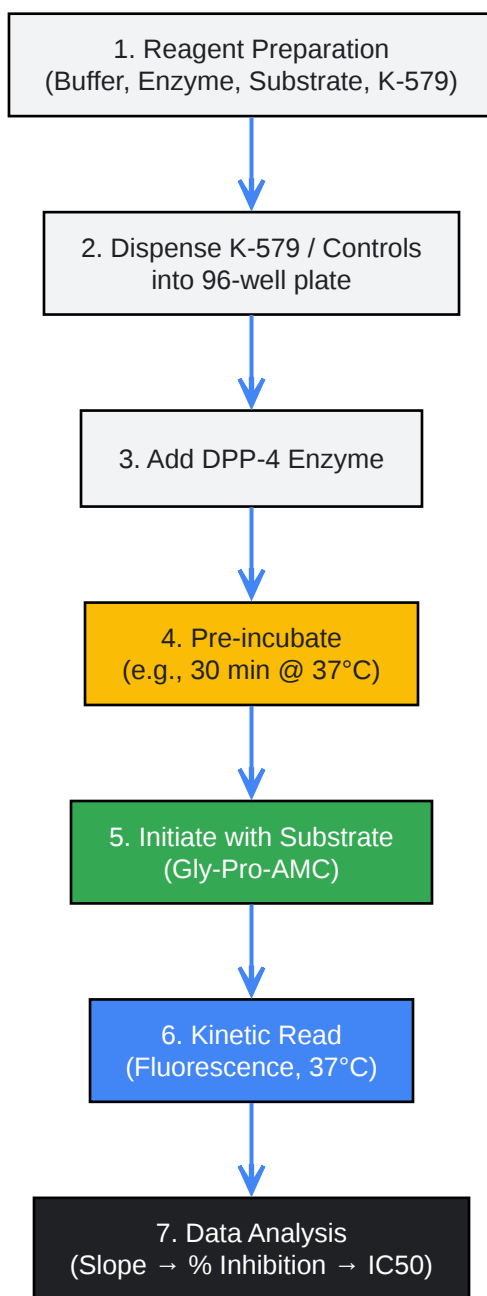 1. Reagent Preparation
(Buffer, Enzyme, Substrate, K-579)
2. Dispense K-579 / Controls
into 96-well plate
3. Add DPP-4 Enzyme
4. Pre-incubate
(e.g., 30 min @ 37°C)
5. Initiate with Substrate
(Gly-Pro-AMC)
6. Kinetic Read
(Fluorescence, 37°C)
7. Data Analysis
(Slope → % Inhibition → IC50)